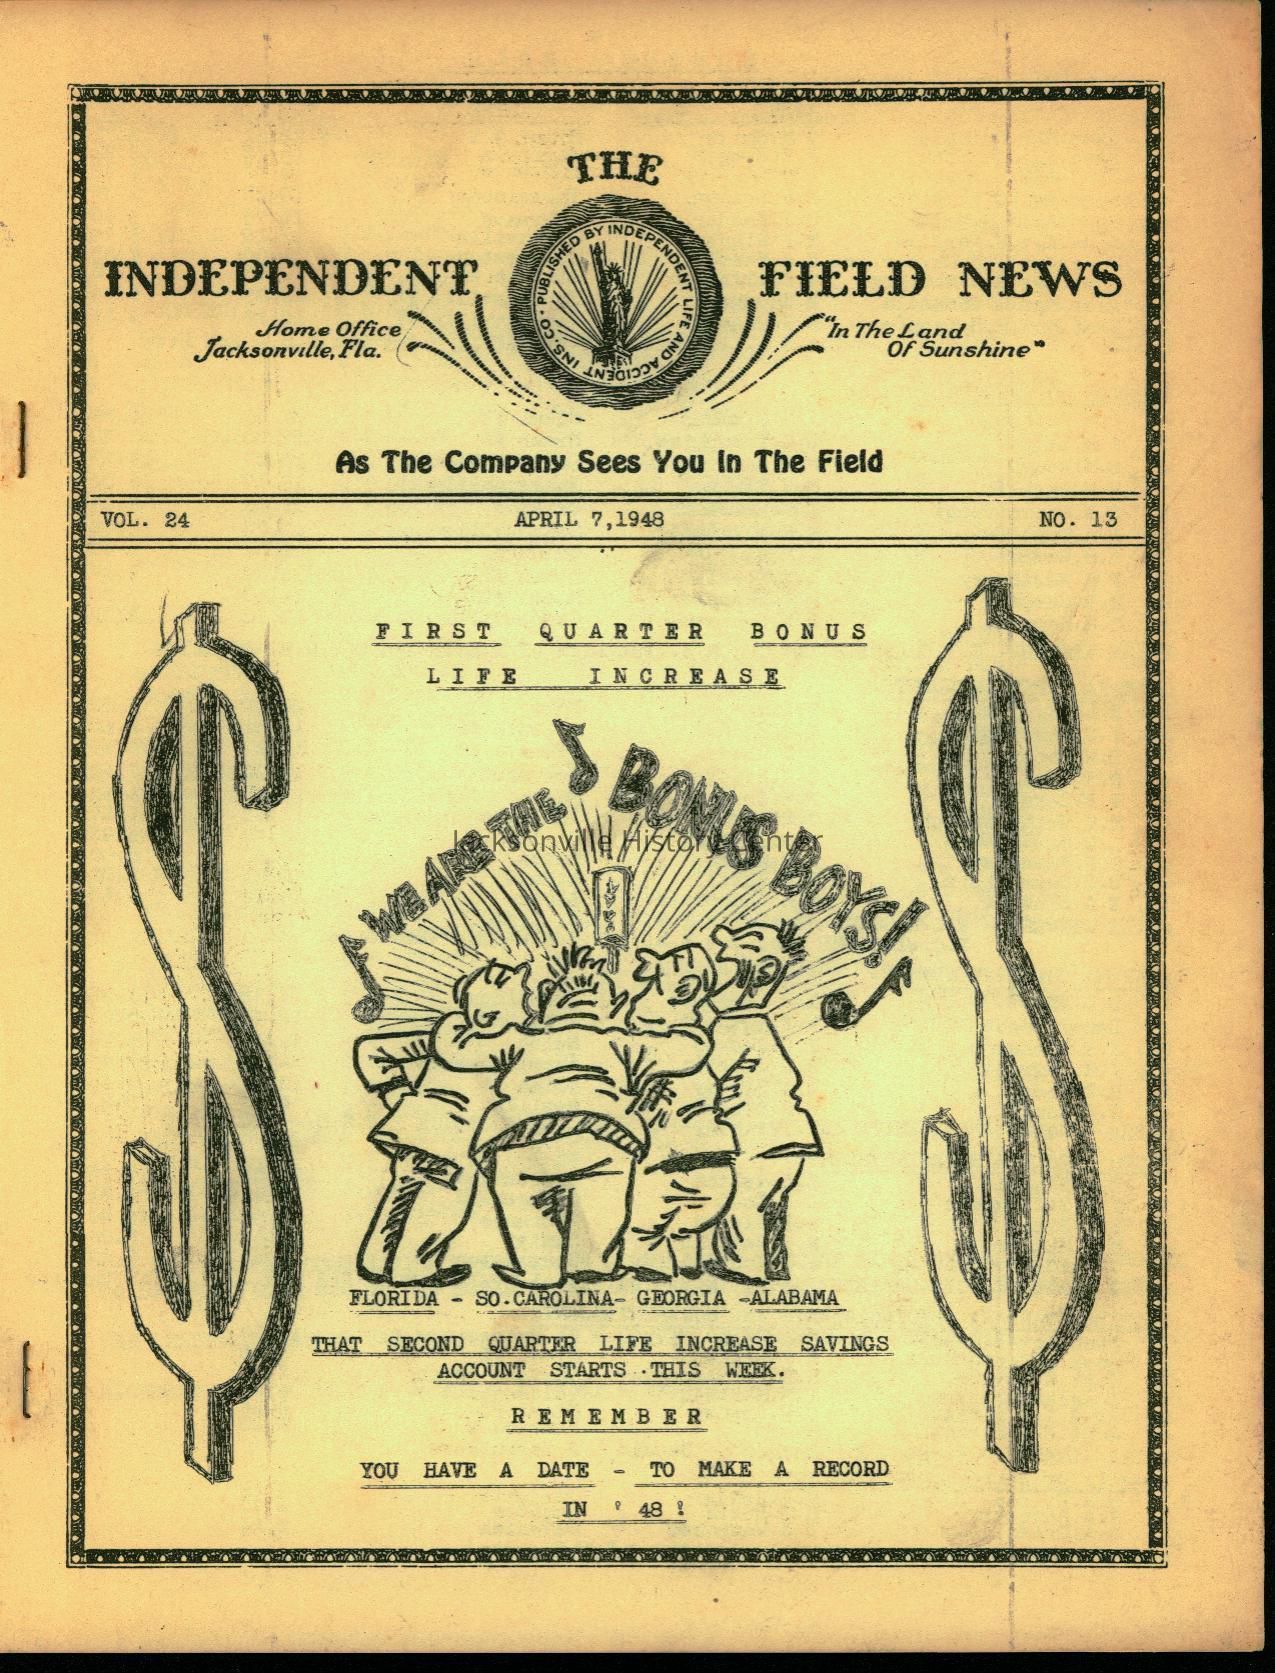 THE
INDEPENDENT FIELD NEWS
PUBLISHED BY INDEPENDENT LIFE AND ACCIDENT INS. CO.
Home Office
Jacksonville, Fla.
"In The Land
Of Sunshine"
As The Company Sees You In The Field
VOL. 24 APRIL 7,1948 NO. 13
FIRST QUARTER BONUS
LIFE INCREASE
WE ARE THE BONUS BOYS!
Jacksonville History Center
FLORIDA - SO.CAROLINA- GEORGIA -ALABAMA
THAT SECOND QUARTER LIFE INCREASE SAVINGS
ACCOUNT STARTS THIS WEEK.
REMEMBER
YOU HAVE A DATE - TO MAKE A RECORD
IN ' 48 !